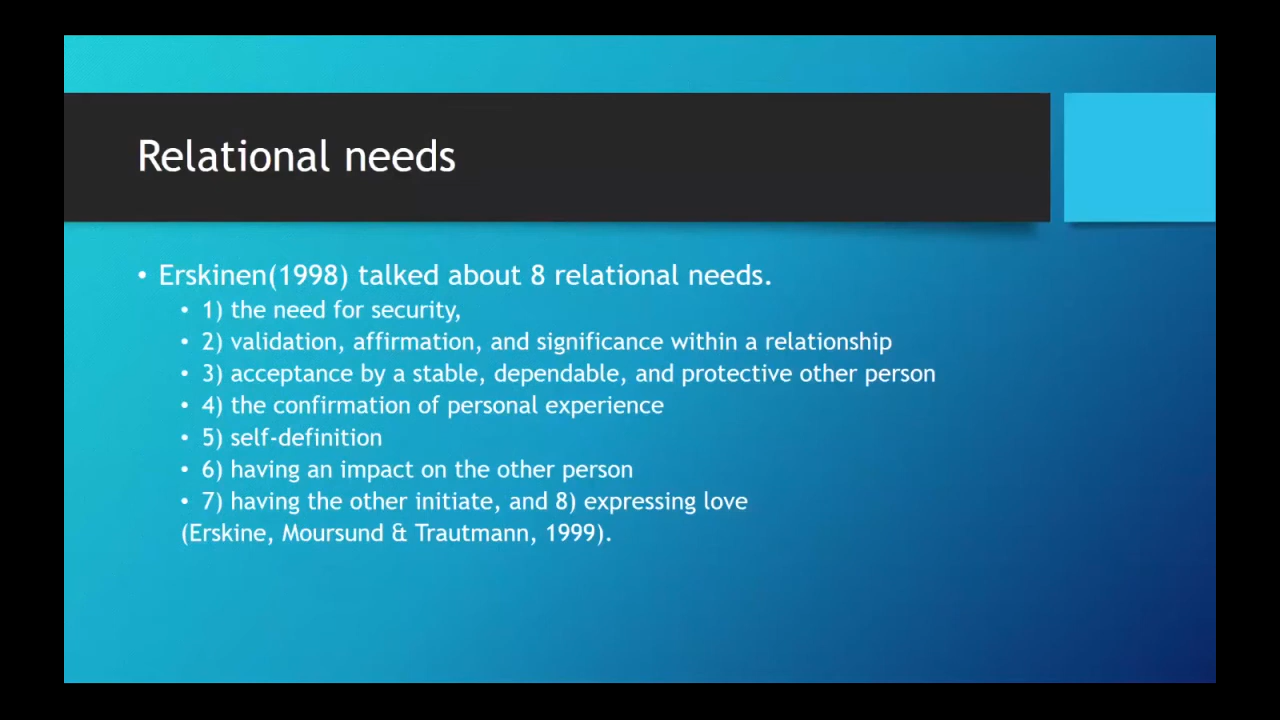 Relational needs
• Erskinen(1998) talked about 8 relational needs.
• 1) the need for security,
• 2) validation, affirmation, and significance within a relationship
• 3) acceptance by a stable, dependable, and protective other person
• 4) the confirmation of personal experience
• 5) self-definition
• 6) having an impact on the other person
• 7) having the other initiate, and 8) expressing love
(Erskine, Moursund & Trautmann, 1999).